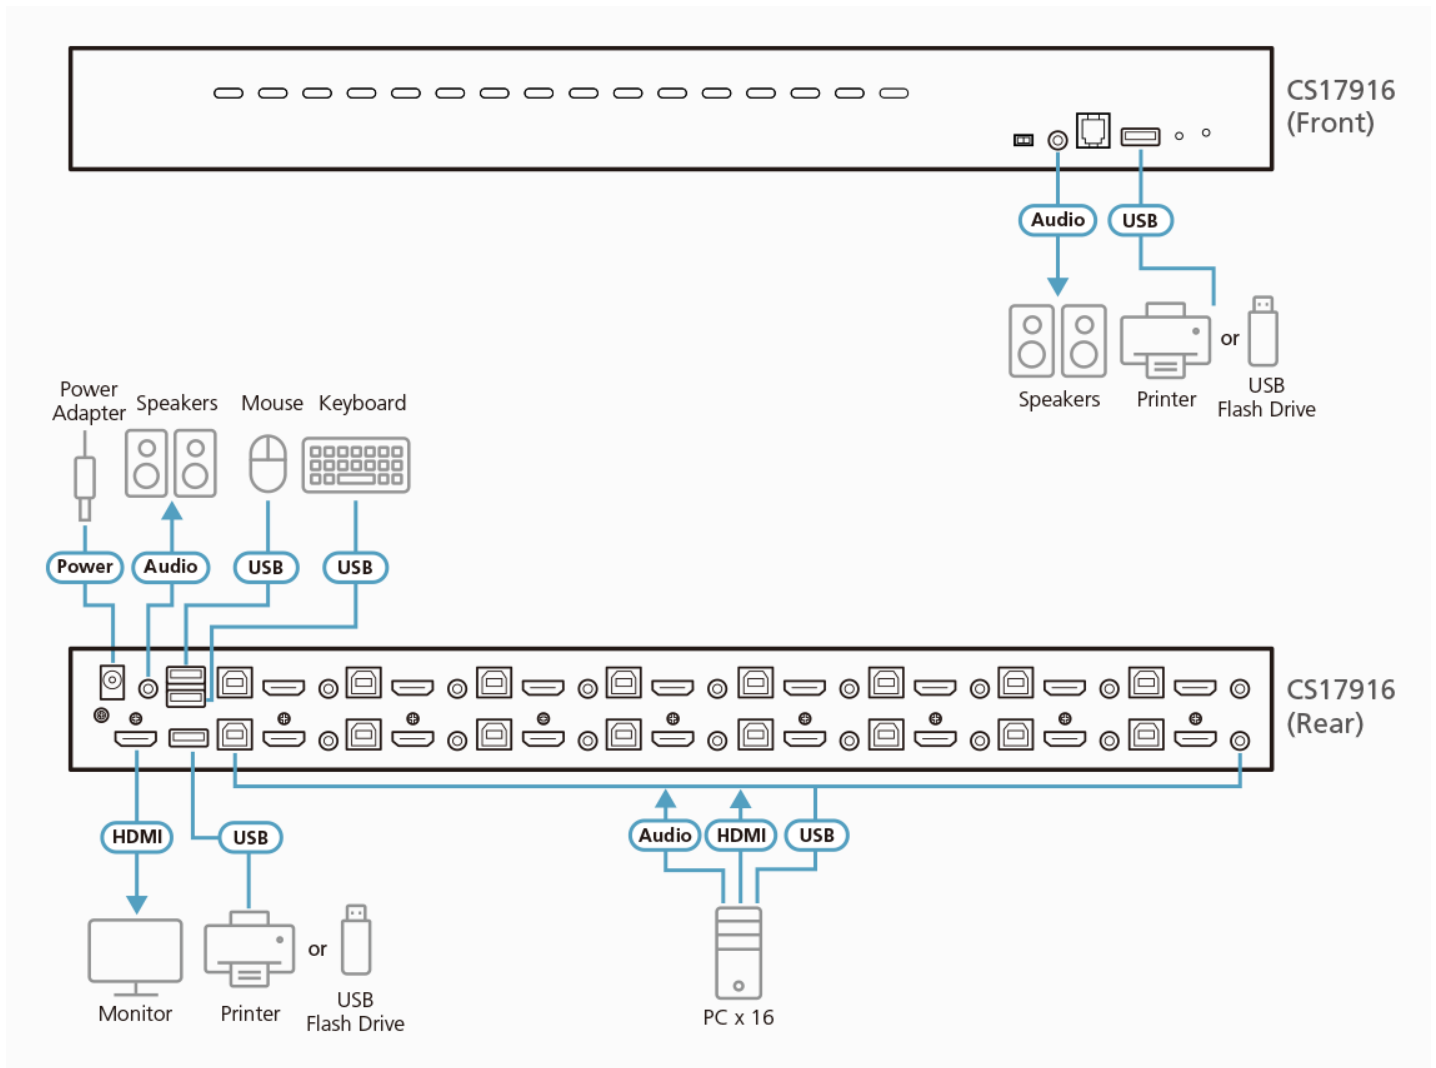 CS17916
(Front)
Audio
USB
or
Speakers
Printer
USB
Flash Drive
Power
Adapter
Speakers
Mouse
Keyboard
Power
Audio
USB
USB
CS17916
(Rear)
HDMI
USB
Audio
HDMI
USB
or
Monitor
Printer
USB
Flash Drive
PC x 16